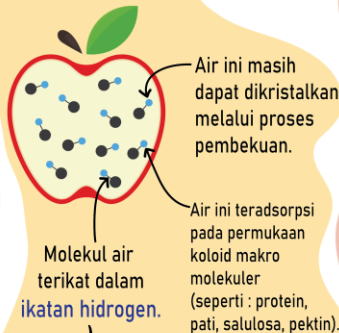 Air ini masih
dapat dikristalkan
melalui proses
pembekuan.
Air ini teradsorpsi
pada permukaan
koloid makro
molekuler
(seperti : protein,
pati, salulosa, pektin).
Molekul air
terikat dalam
ikatan hidrogen.